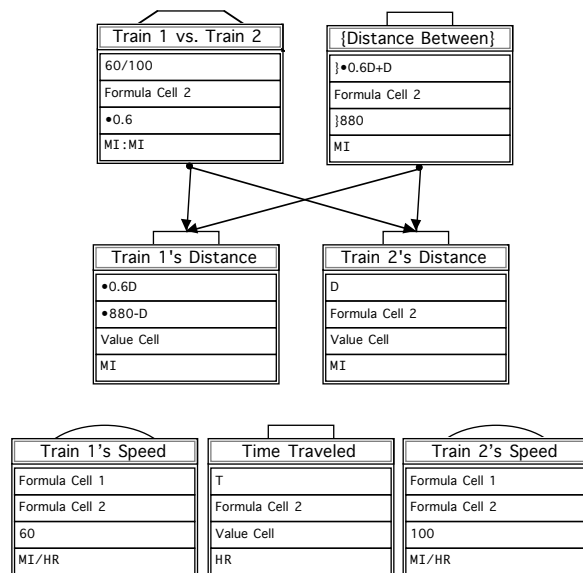 Train 1 vs. Train 2
60/100
Formula Cell 2
•0.6
MI:MI
{Distance Between}
}•0.6D+D
Formula Cell 2
}880
MI
Train 1's Distance
•0.6D
•880-D
Value Cell
MI
Train 2's Distance
D
Formula Cell 2
Value Cell
MI
Train 1's Speed
Formula Cell 1
Formula Cell 2
60
MI/HR
Time Traveled
T
Formula Cell 2
Value Cell
HR
Train 2's Speed
Formula Cell 1
Formula Cell 2
100
MI/HR